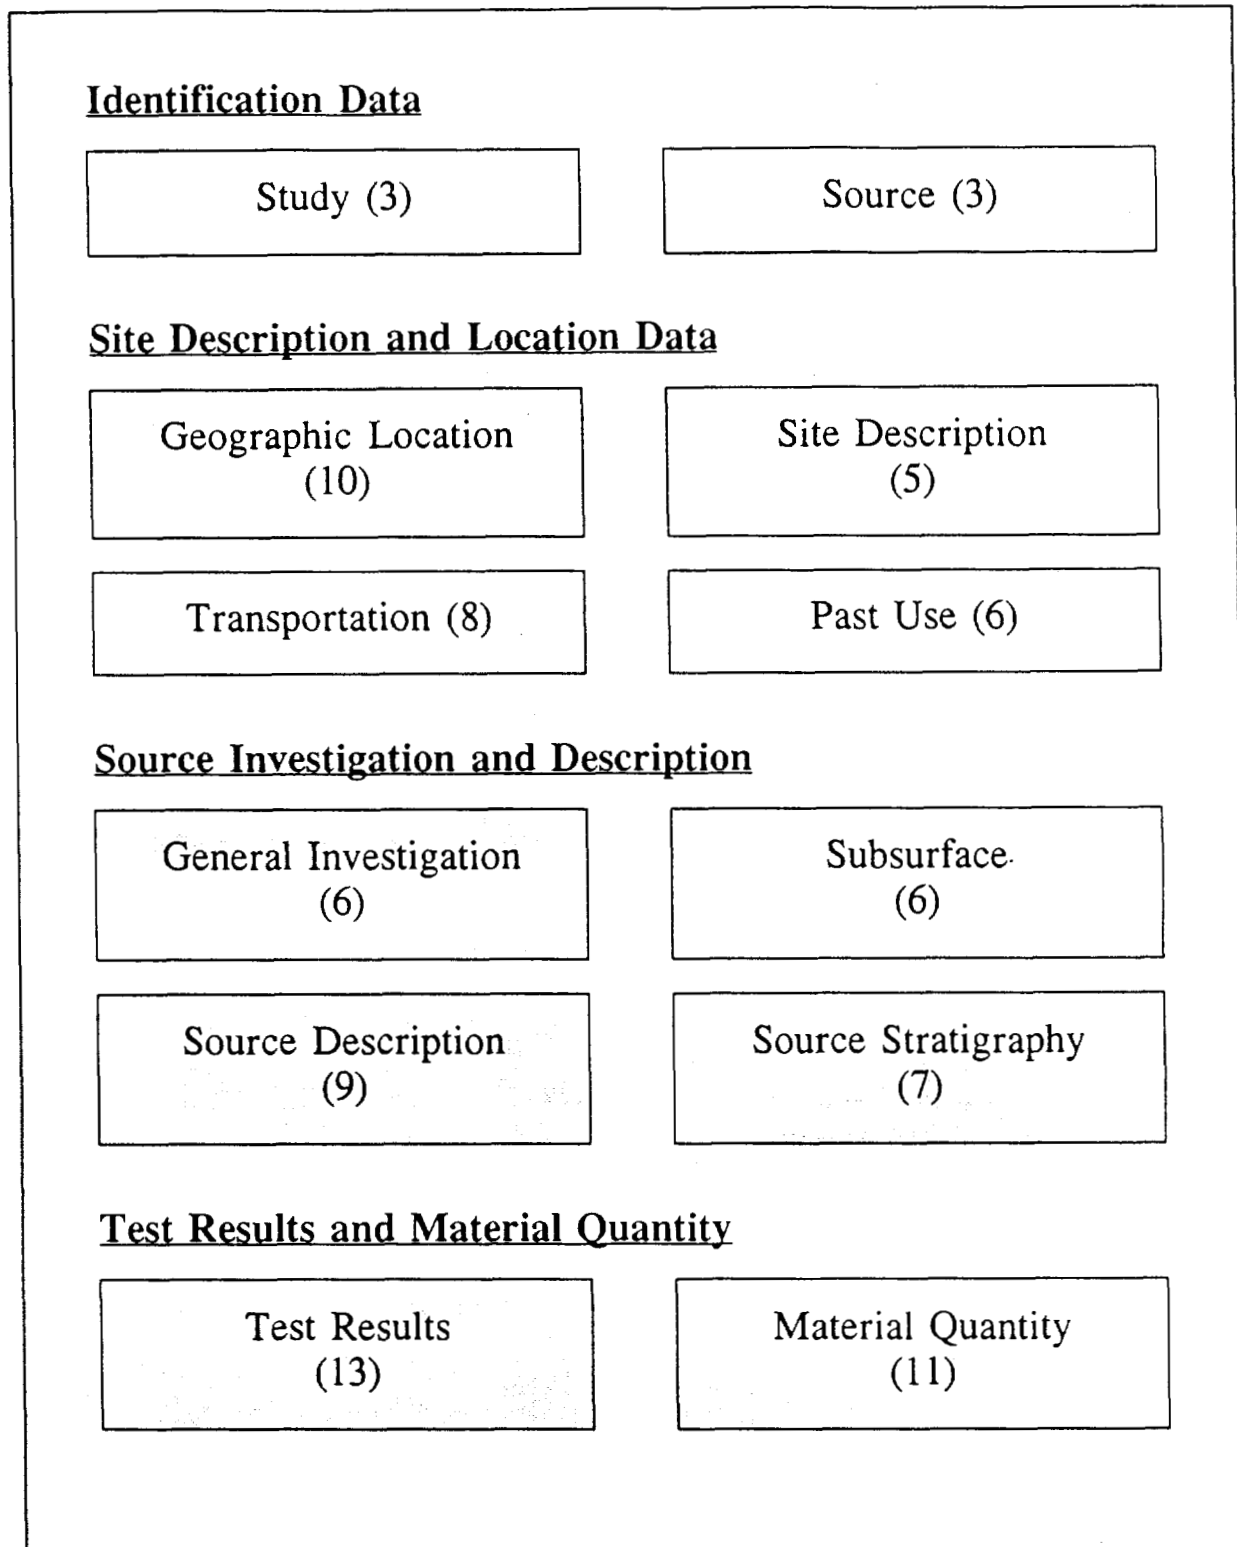 Identification Data
Study (3)
Source (3)
Site Description and Location Data
Geographic Location
(10)
Site Description
(5)
Transportation (8)
Past Use (6)
Source Investigation and Description
General Investigation
(6)
Subsurface
(6)
Source Description
(9)
Source Stratigraphy
(7)
Test Results and Material Quantity
Test Results
(13)
Material Quantity
(11)